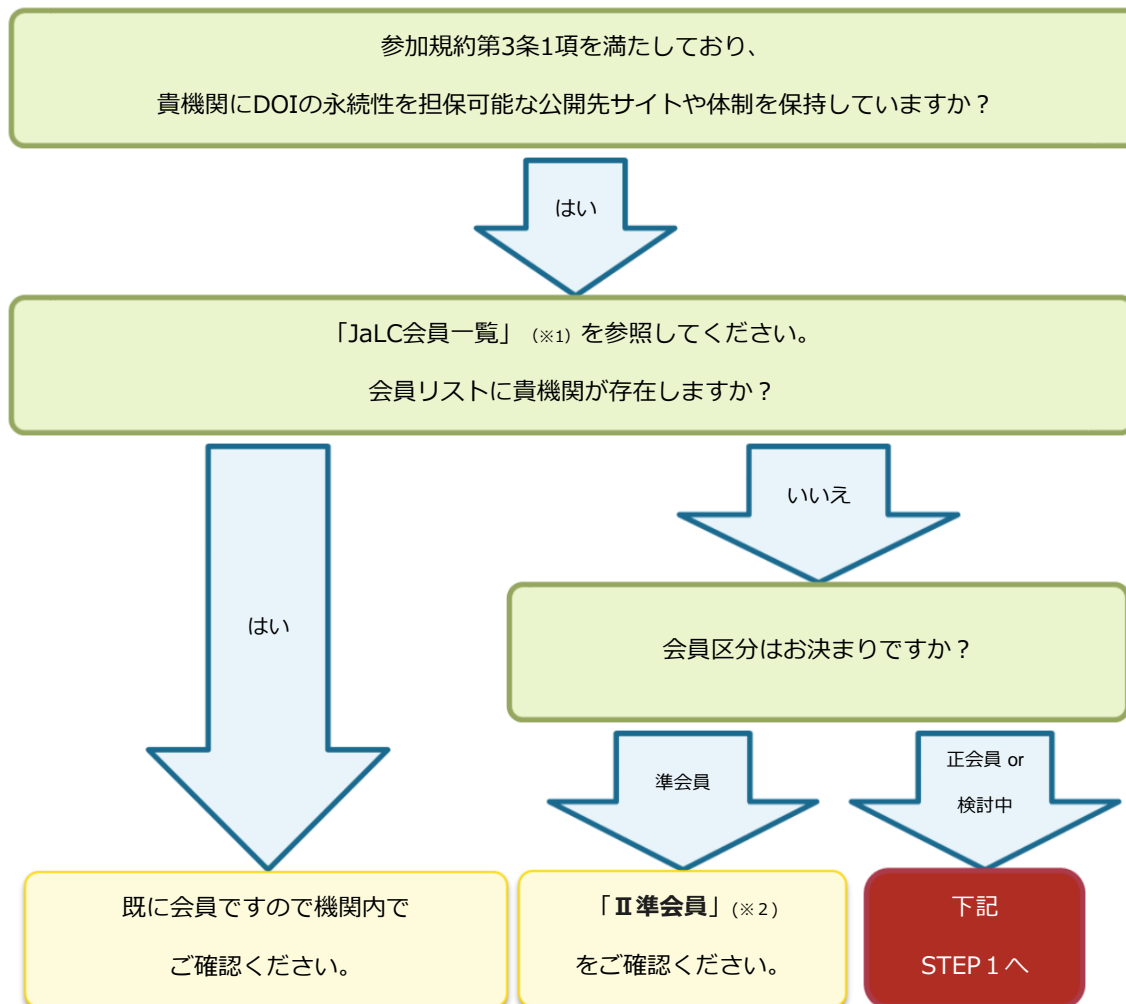 参加規約第3条1項を満たしており、
貴機関にDOIの永続性を担保可能な公開先サイトや体制を保持していますか？
はい
「JaLC会員一覧」（※1）を参照してください。
会員リストに貴機関が存在しますか？
いいえ
はい
会員区分はお決まりですか？
準会員
正会員 or
検討中
既に会員ですので機関内で
ご確認ください。
「Ⅱ準会員」（※２）
をご確認ください。
下記
STEP１へ